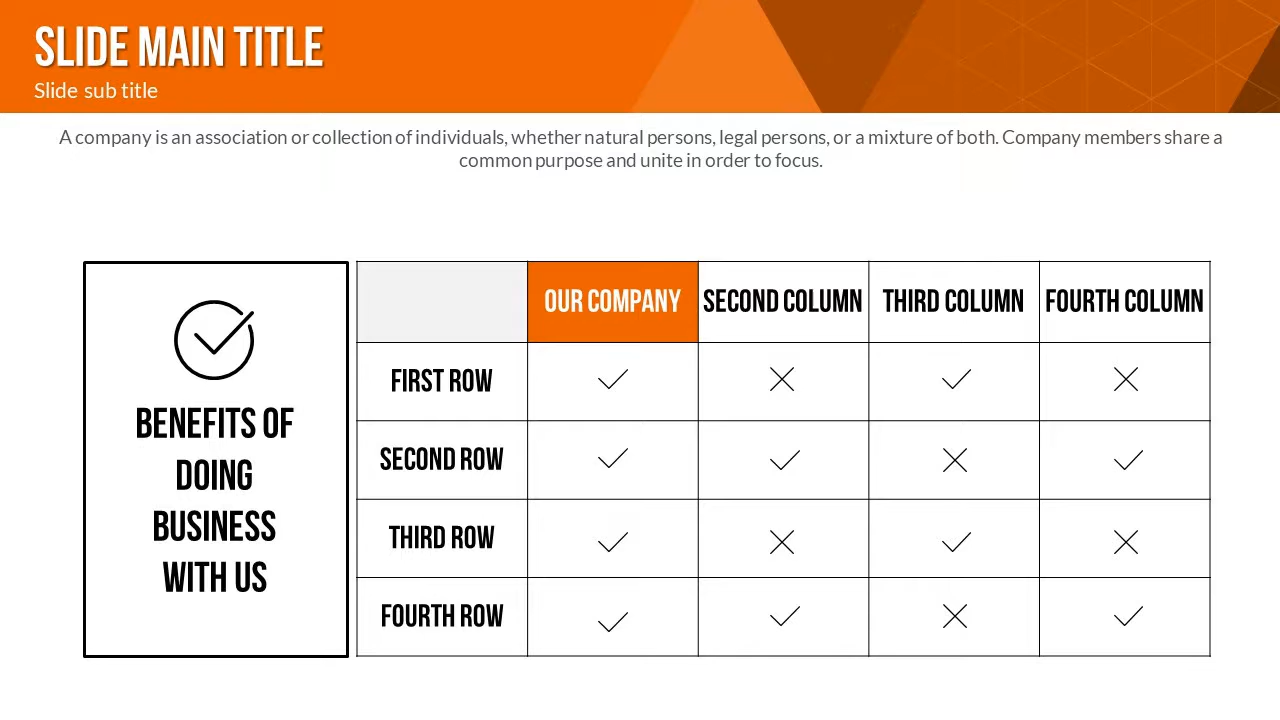 SLIDE MAIN TITLE
Slide sub title
A company is an association or collection of individuals, whether natural persons, legal persons, or a mixture of both. Company members share a
common purpose and unite in order to focus.
BENEFITS OF
DOING
BUSINESS
WITH US
OUR COMPANY SECOND COLUMN THIRD COLUMN FOURTH COLUMN
FIRST ROW
SECOND ROW
THIRD ROW
FOURTH ROW